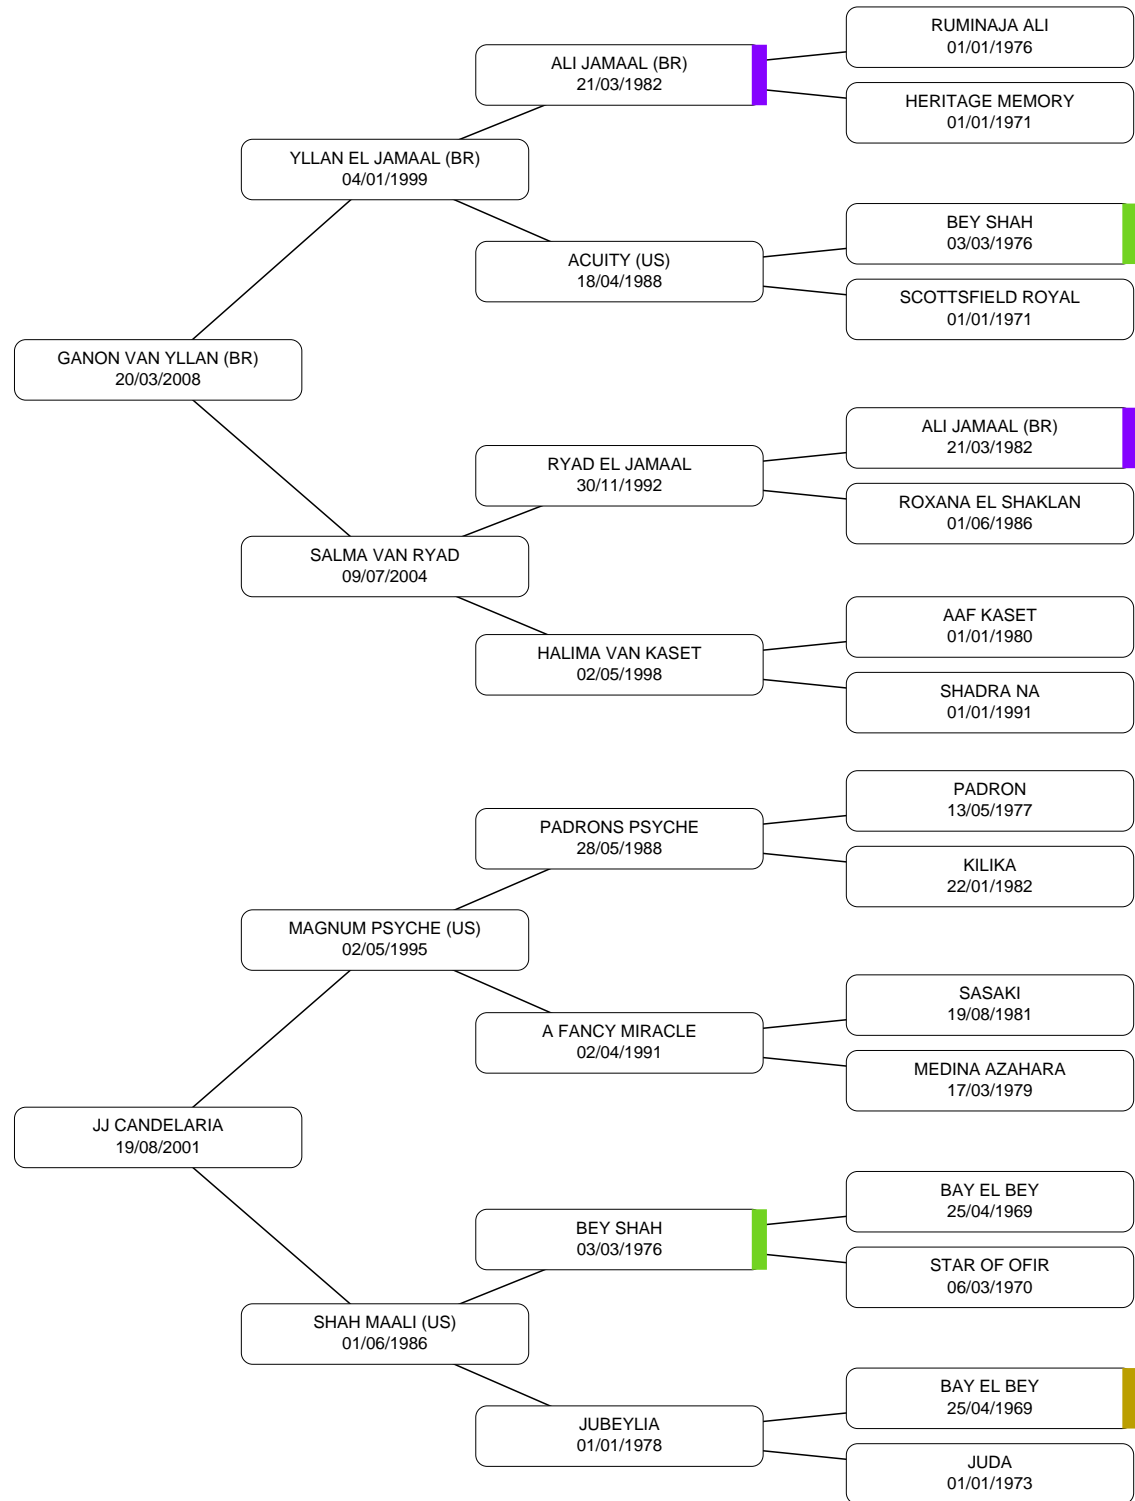 RUMINAJA ALI
01/01/1976
ALI JAMAAL (BR)
21/03/1982
HERITAGE MEMORY
01/01/1971
YLLAN EL JAMAAL (BR)
04/01/1999
BEY SHAH
03/03/1976
ACUITY (US)
18/04/1988
SCOTTSFIELD ROYAL
01/01/1971
GANON VAN YLLAN (BR)
20/03/2008
ALI JAMAAL (BR)
21/03/1982
RYAD EL JAMAAL
30/11/1992
ROXANA EL SHAKLAN
01/06/1986
SALMA VAN RYAD
09/07/2004
AAF KASET
01/01/1980
HALIMA VAN KASET
02/05/1998
SHADRA NA
01/01/1991
PADRON
13/05/1977
PADRONS PSYCHE
28/05/1988
KILIKA
22/01/1982
MAGNUM PSYCHE (US)
02/05/1995
SASAKI
19/08/1981
A FANCY MIRACLE
02/04/1991
MEDINA AZAHARA
17/03/1979
JJ CANDELARIA
19/08/2001
BAY EL BEY
25/04/1969
BEY SHAH
03/03/1976
STAR OF OFIR
06/03/1970
SHAH MAALI (US)
01/06/1986
BAY EL BEY
25/04/1969
JUBEYLIA
01/01/1978
JUDA
01/01/1973